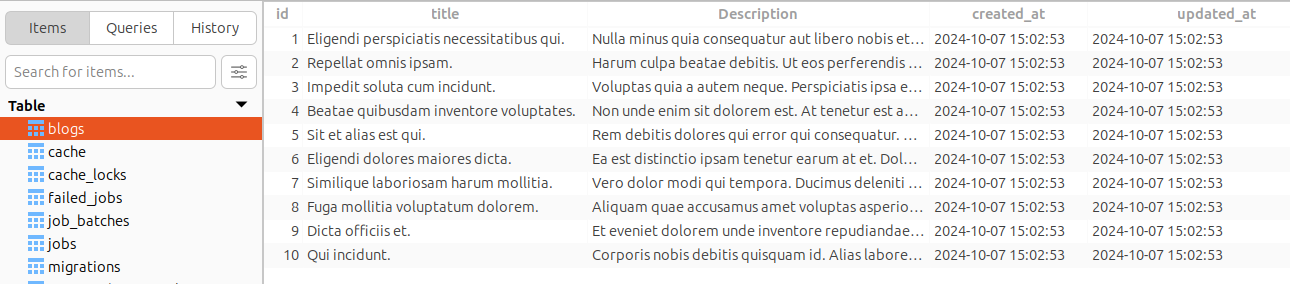 Items Queries History
Search for items...
Table
blogs
cache
cache_locks
failed_jobs
job_batches
jobs
migrations
id title Description created_at updated_at
1 Eligendi perspiciatis necessitatibus qui. Nulla minus quia consequatur aut libero nobis et… 2024-10-07 15:02:53 2024-10-07 15:02:53
2 Repellat omnis ipsam. Harum culpa beatae debitis. Ut eos perferendis … 2024-10-07 15:02:53 2024-10-07 15:02:53
3 Impedit soluta cum incidunt. Voluptas quia a autem neque. Perspiciatis ipsa e… 2024-10-07 15:02:53 2024-10-07 15:02:53
4 Beatae quibusdam inventore voluptates. Non unde enim sit dolorem est. At tenetur est a… 2024-10-07 15:02:53 2024-10-07 15:02:53
5 Sit et alias est qui. Rem debitis dolores qui error qui consequatur. … 2024-10-07 15:02:53 2024-10-07 15:02:53
6 Eligendi dolores maiores dicta. Ea est distinctio ipsam tenetur earum at et. Dol… 2024-10-07 15:02:53 2024-10-07 15:02:53
7 Similique laboriosam harum mollitia. Vero dolor modi qui tempora. Ducimus deleniti … 2024-10-07 15:02:53 2024-10-07 15:02:53
8 Fuga mollitia voluptatum dolorem. Aliquam quae accusamus amet voluptas asperio… 2024-10-07 15:02:53 2024-10-07 15:02:53
9 Dicta officiis et. Et eveniet dolorem unde inventore repudiandae… 2024-10-07 15:02:53 2024-10-07 15:02:53
10 Qui incidunt. Corporis nobis debitis quisquam id. Alias labore… 2024-10-07 15:02:53 2024-10-07 15:02:53